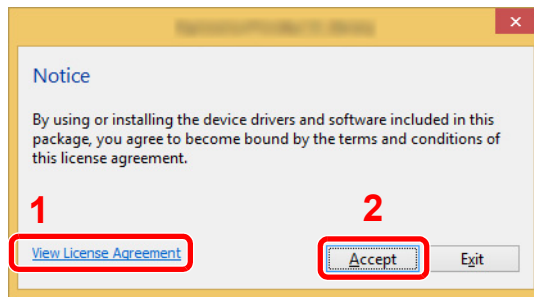 Notice
By using or installing the device drivers and software included in this
package, you agree to become bound by the terms and conditions of
this license agreement.
1
2
View License Agreement
Accept
Exit